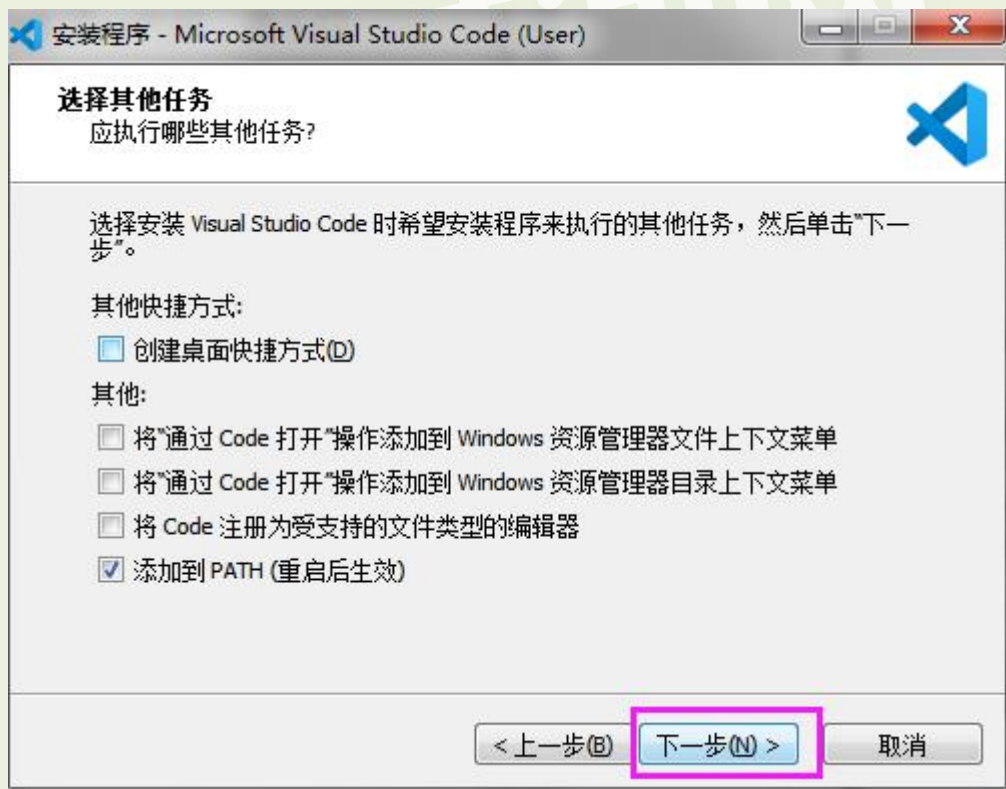 安装程序 - Microsoft Visual Studio Code (User)
选择其他任务
应执行哪些其他任务?
选择安装 Visual Studio Code 时希望安装程序来执行的其他任务，然后单击"下一
步"。
其他快捷方式:
创建桌面快捷方式(D)
其他:
将"通过 Code 打开"操作添加到 Windows 资源管理器文件上下文菜单
将"通过 Code 打开"操作添加到 Windows 资源管理器目录上下文菜单
将 Code 注册为受支持的文件类型的编辑器
添加到 PATH (重启后生效)
<上一步(B) 下一步(N) > 取消